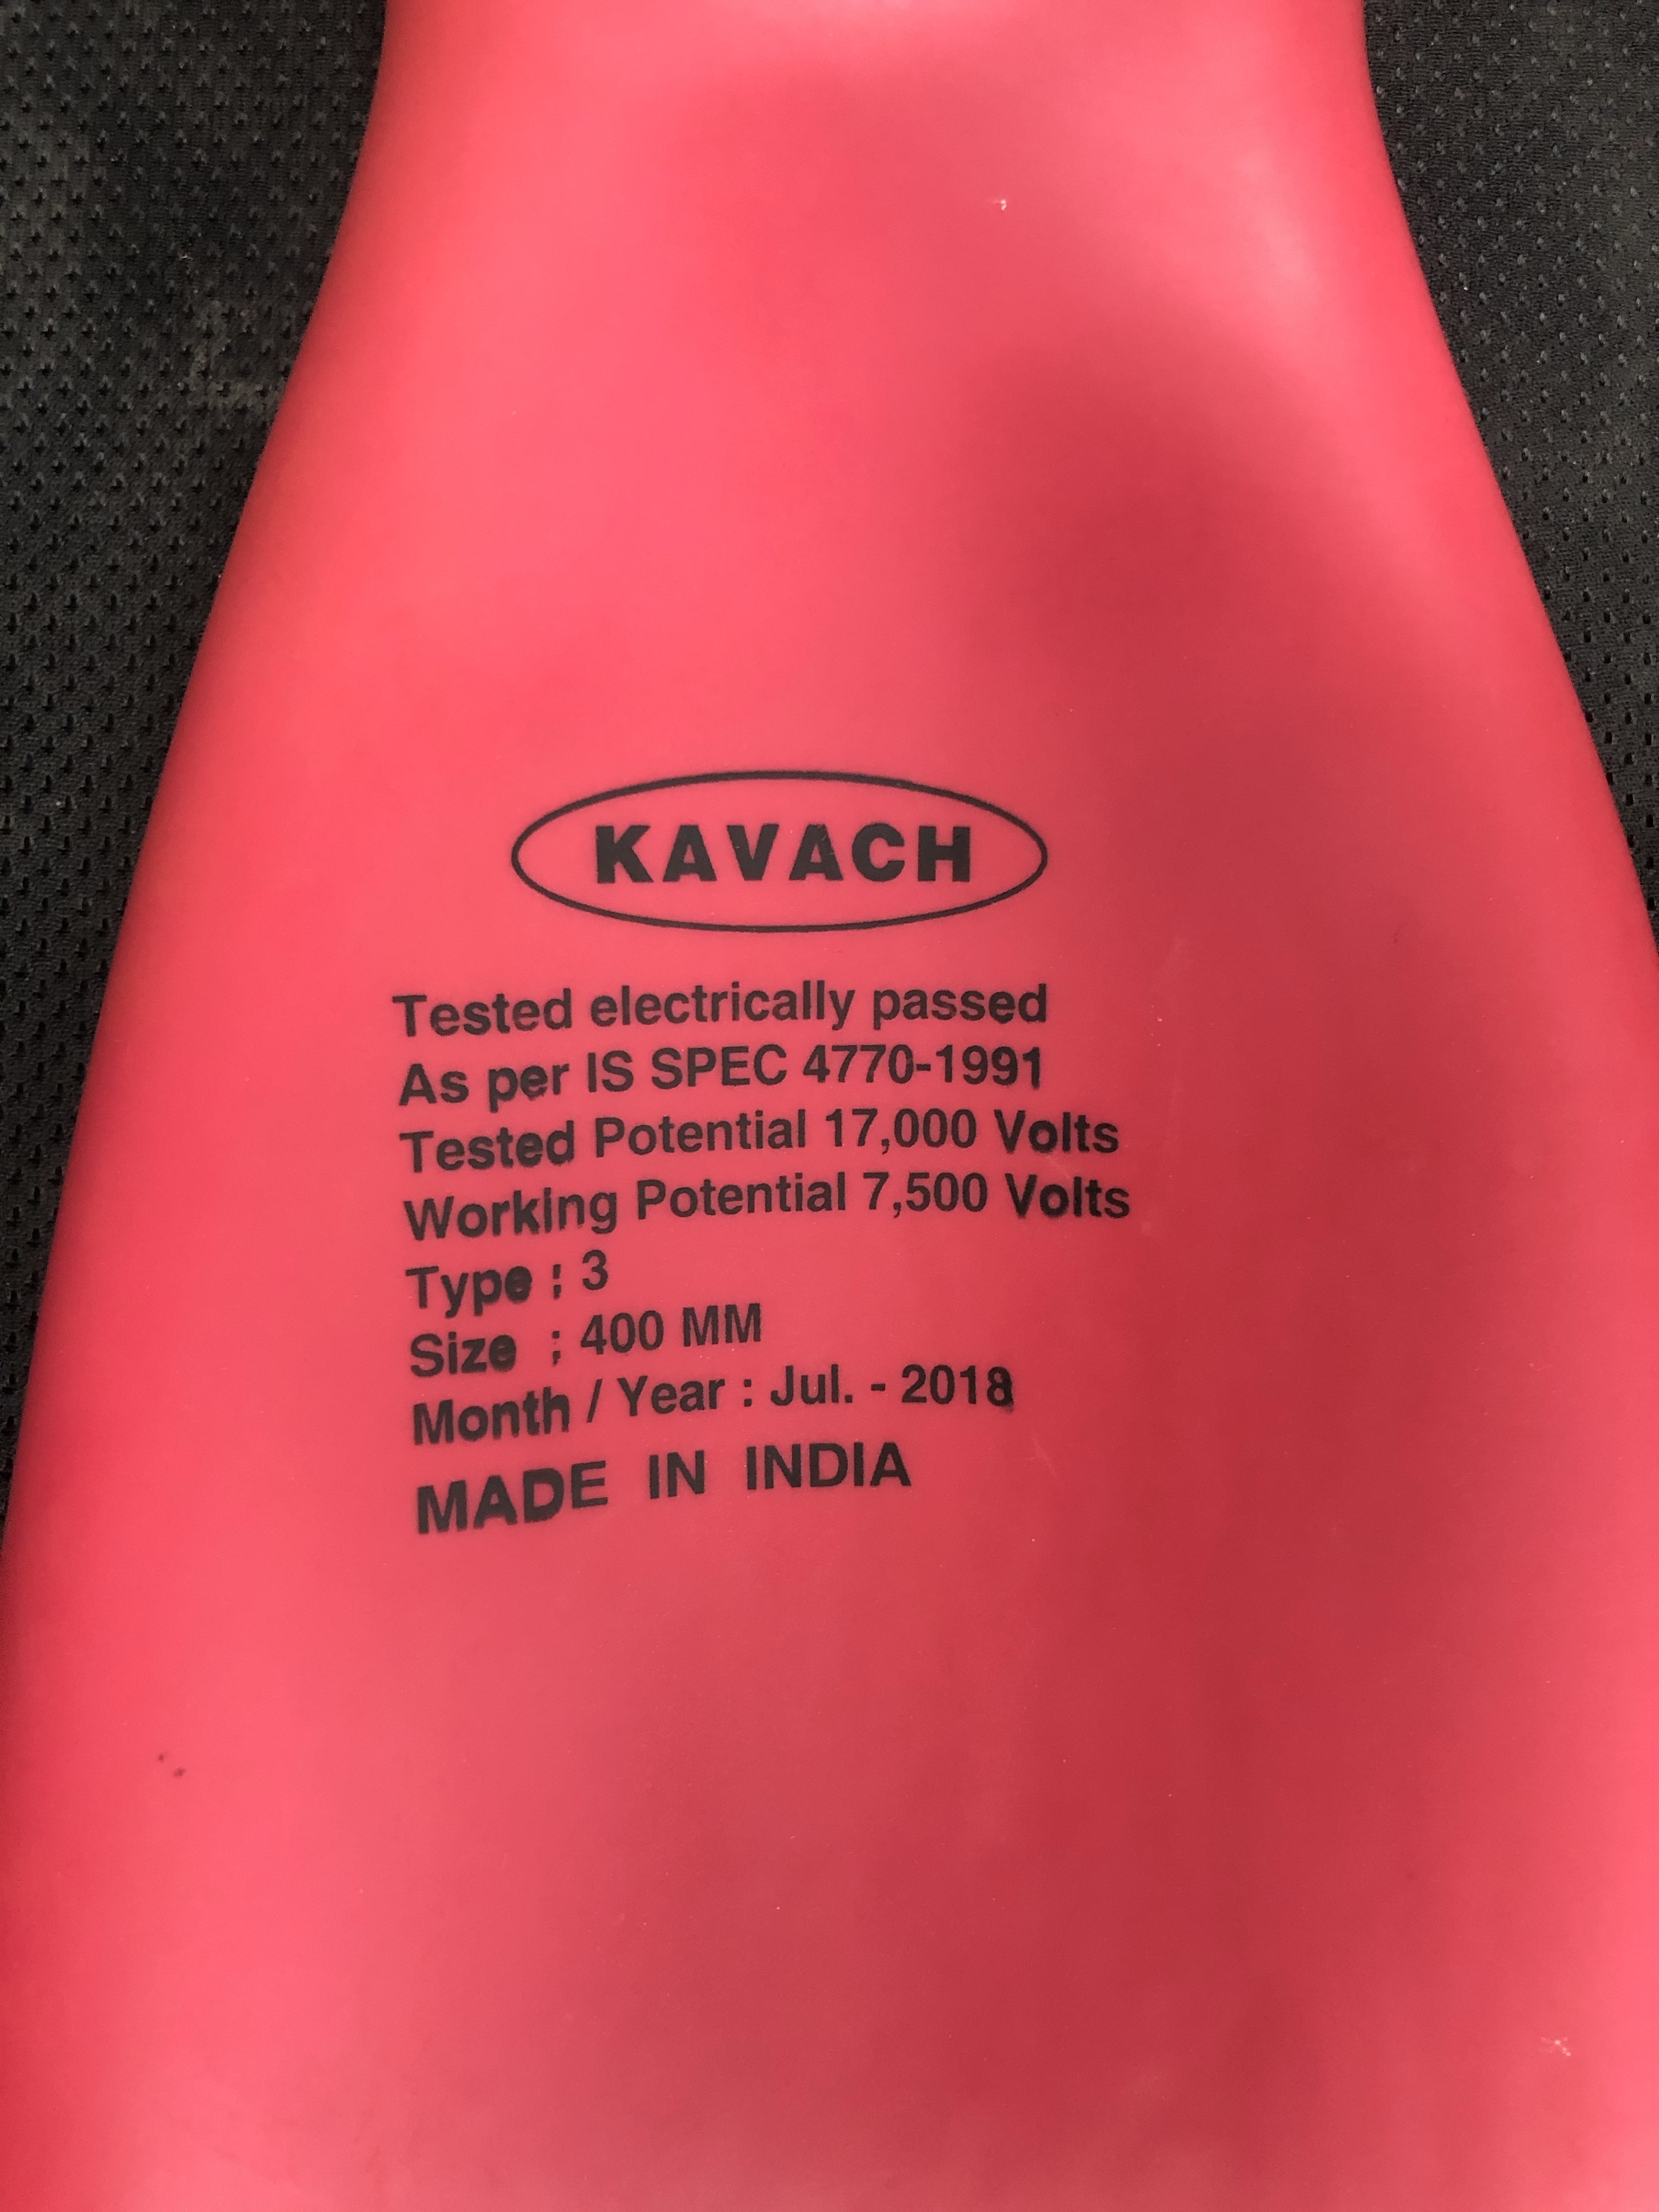 KAVACH
Tested electrically passed
As per IS SPEC 4770-1991
Tested Potential 17,000 Volts
Working Potential 7,500 Volts
Type : 3
Size : 400 MM
Month / Year : Jul. - 2018
MADE IN INDIA